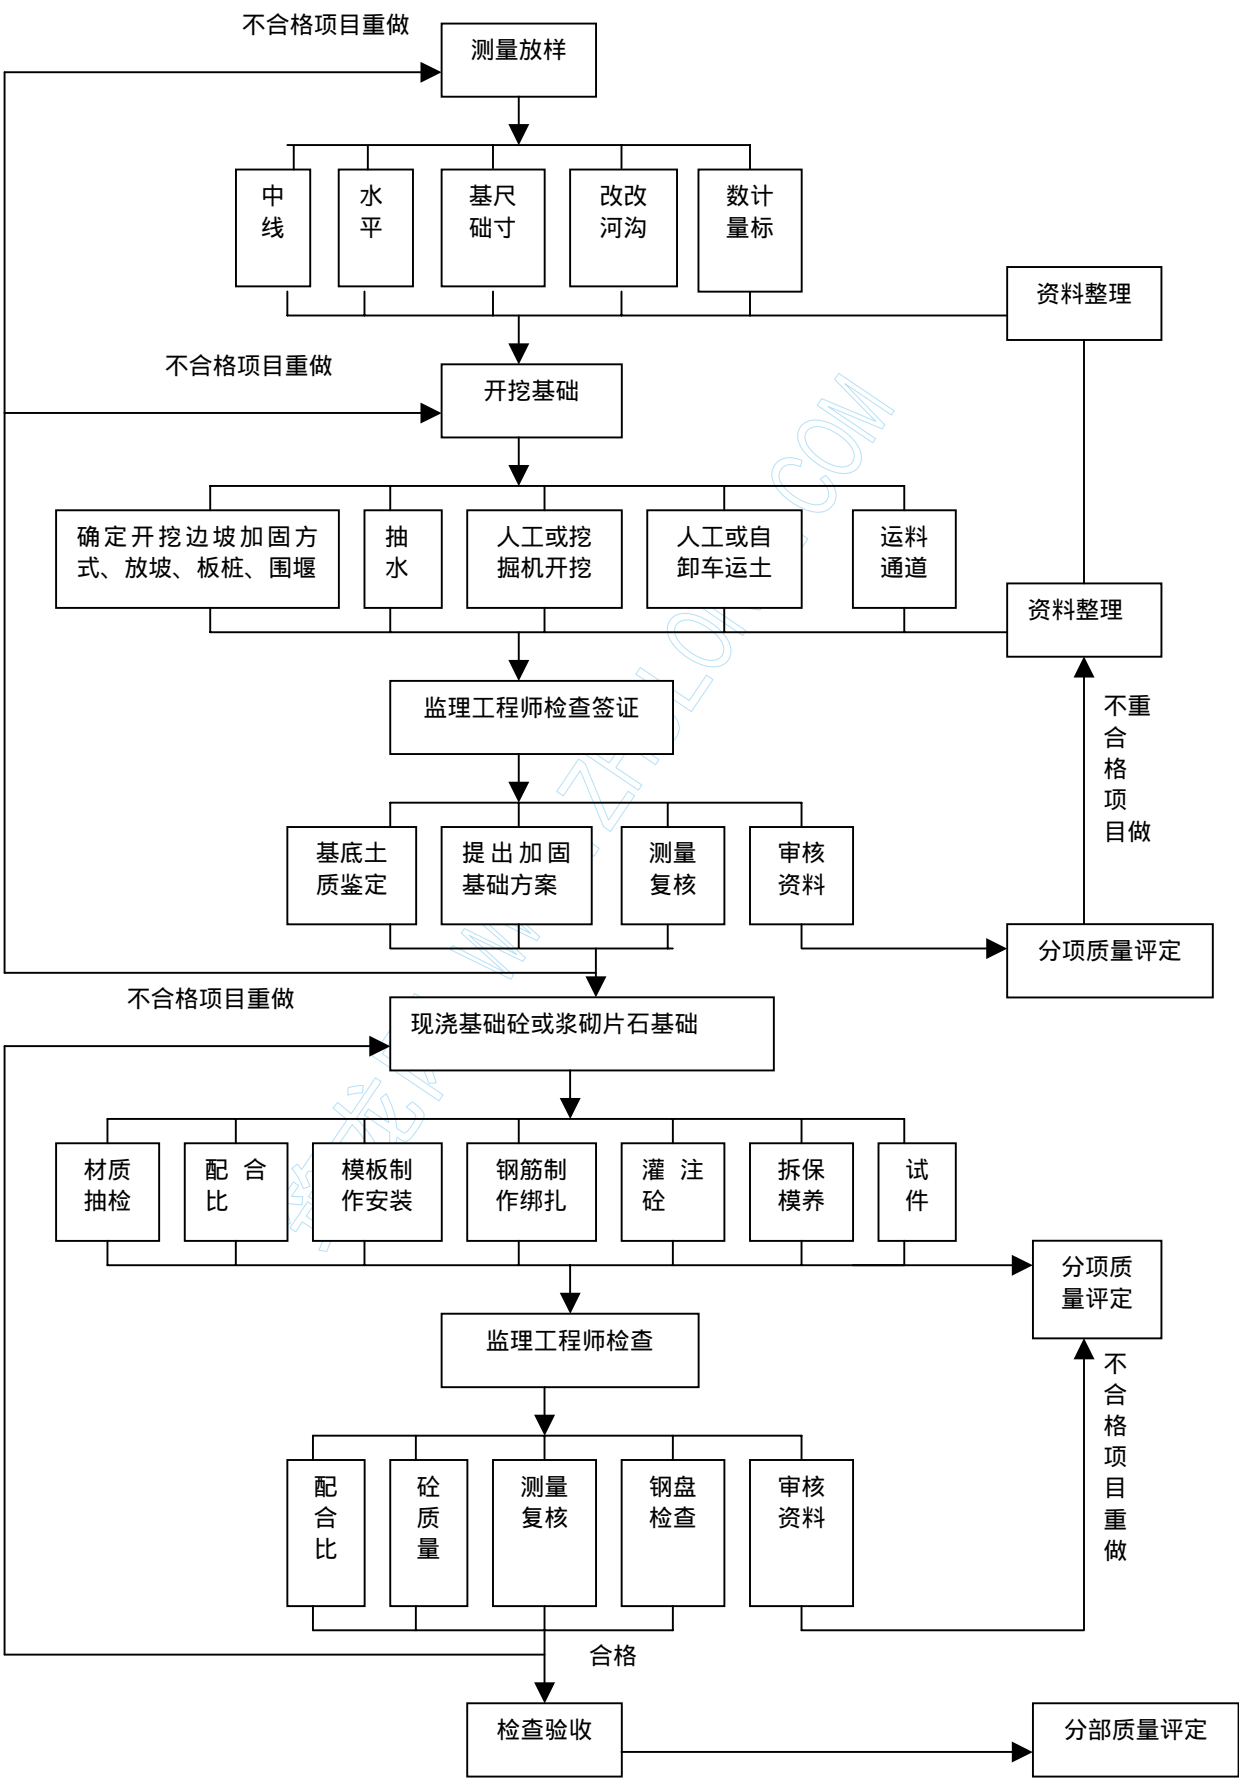 不合格项目重做
测量放样
中
线
水
平
基尺
础寸
改改
河沟
数计
量标
资料整理
不合格项目重做
开挖基础
确定开挖边坡加固方
式、放坡、板桩、围堰
抽
水
人工或挖
掘机开挖
人工或自
卸车运土
运料
通道
资料整理
监理工程师检查签证
不重
合
格
项
目做
基底土
质鉴定
提出加固
基础方案
测量
复核
审核
资料
分项质量评定
不合格项目重做
现浇基础砼或浆砌片石基础
材质
抽检
配 合
比
模板制
作安装
钢筋制
作绑扎
灌 注
砼
拆保
模养
试
件
分项质
量评定
监理工程师检查
不
合
格
项
目
重
做
配
合
比
砼
质
量
测量
复核
钢盘
检查
审核
资料
合格
检查验收
分部质量评定